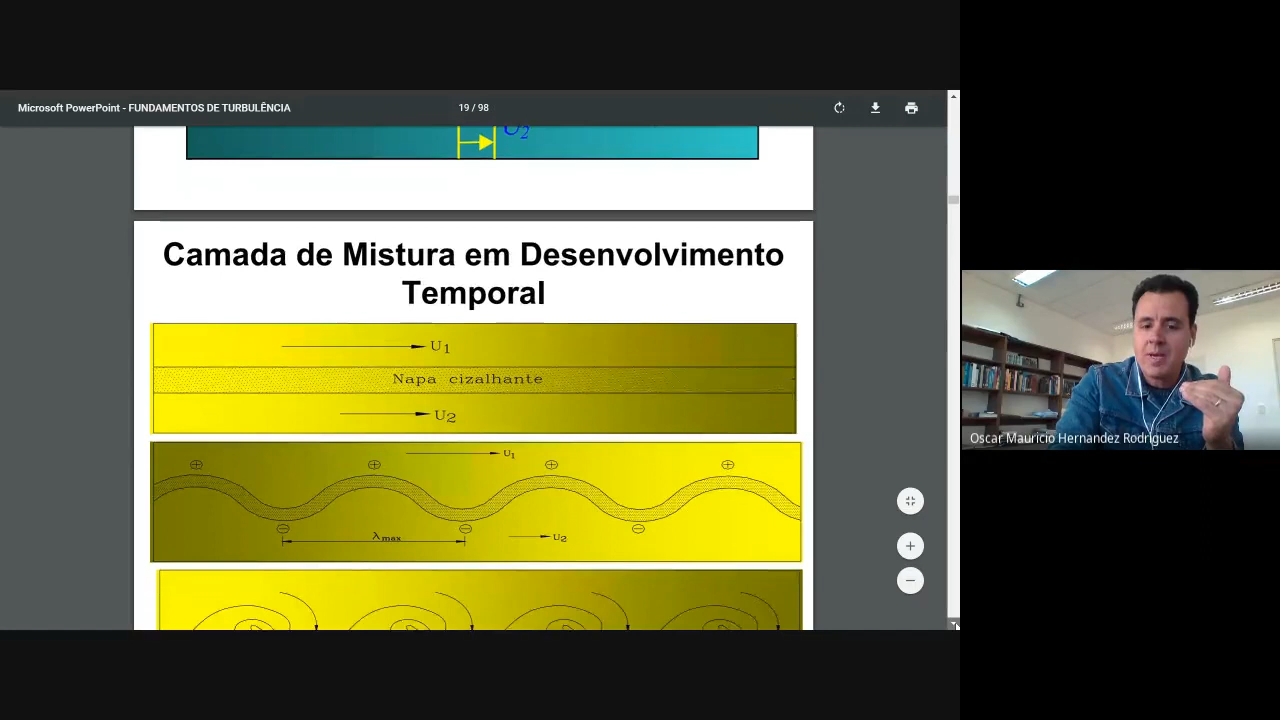 Microsoft PowerPoint - FUNDAMENTOS DE TURBULÊNCIA
19 / 98
U2
Camada de Mistura em Desenvolvimento
Temporal
U1
Napa cizalhante
U2
U1
λmax
U2
Oscar Mauricio Hernandez Rodriguez